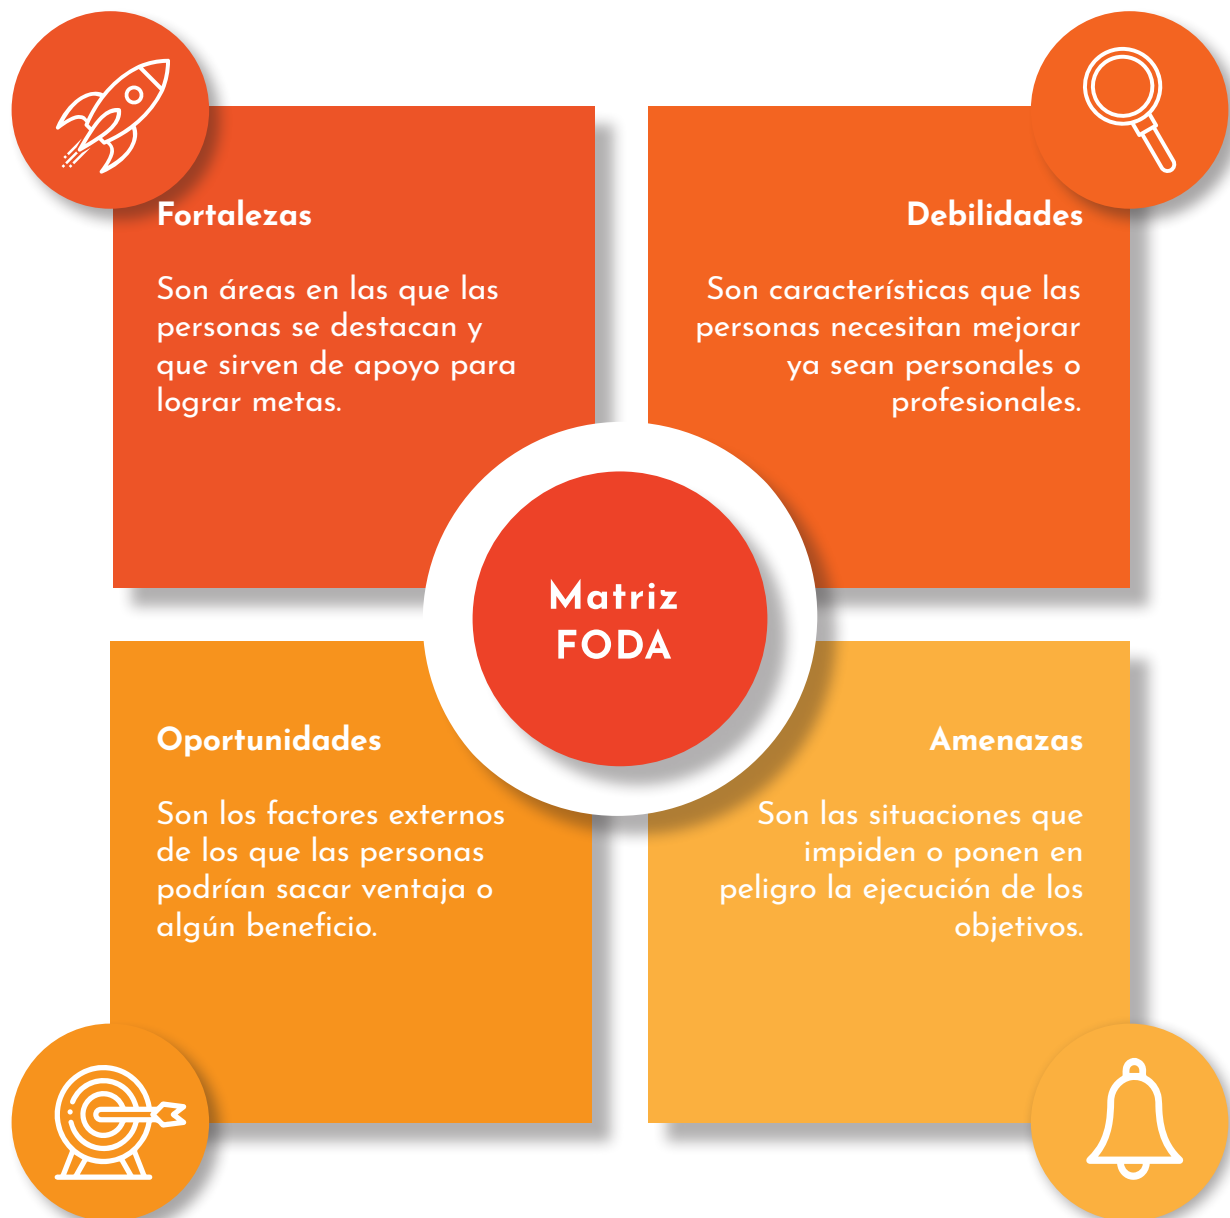 Fortalezas
Son áreas en las que las
personas se destacan y
que sirven de apoyo para
lograr metas.
Debilidades
Son características que las
personas necesitan mejorar
ya sean personales o
profesionales.
Matriz
FODA
Oportunidades
Son los factores externos
de los que las personas
podrían sacar ventaja o
algún beneficio.
Amenazas
Son las situaciones que
impiden o ponen en
peligro la ejecución de los
objetivos.